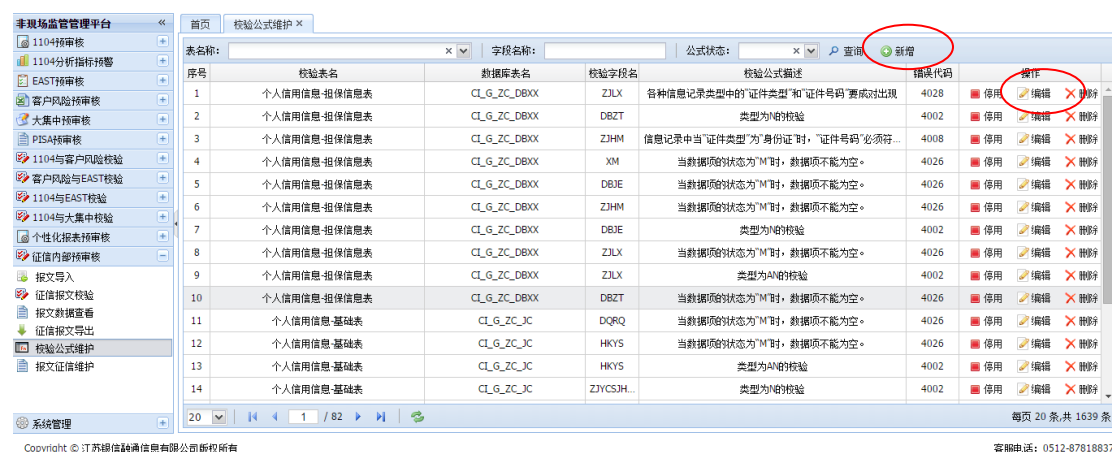 非现场监管管理平台 «
1104预审核
1104分析指标预警
EAST预审核
客户风险预审核
大集中预审核
PISA预审核
1104与客户风险校验
客户风险与EAST校验
1104与EAST校验
1104与大集中校验
个性化报表预审核
征信内部预审核
报文导入
征信报文校验
报文数据查看
征信报文导出
校验公式维护
报文征信维护
系统管理
首页 校验公式维护 ×
表名称: 字段名称: 公式状态: 查询 新增
序号 校验表名 数据库表名 校验字段名 校验公式描述 错误代码 操作
1 个人信用信息-担保信息表 CI_G_ZC_DBXX ZJLX 各种信息记录类型中的"证件类型"和"证件号码"要成对出现 4028 停用 编辑 删除
2 个人信用信息-担保信息表 CI_G_ZC_DBXX DBZT 类型为N的校验 4002 停用 编辑 删除
3 个人信用信息-担保信息表 CI_G_ZC_DBXX ZJHM 信息记录中当"证件类型"为"身份证"时，"证件号码"必须符... 4008 停用 编辑 删除
4 个人信用信息-担保信息表 CI_G_ZC_DBXX XM 当数据项的状态为"M"时，数据项不能为空。 4026 停用 编辑 删除
5 个人信用信息-担保信息表 CI_G_ZC_DBXX DBJE 当数据项的状态为"M"时，数据项不能为空。 4026 停用 编辑 删除
6 个人信用信息-担保信息表 CI_G_ZC_DBXX ZJHM 当数据项的状态为"M"时，数据项不能为空。 4026 停用 编辑 删除
7 个人信用信息-担保信息表 CI_G_ZC_DBXX DBJE 类型为N的校验 4002 停用 编辑 删除
8 个人信用信息-担保信息表 CI_G_ZC_DBXX ZJLX 当数据项的状态为"M"时，数据项不能为空。 4026 停用 编辑 删除
9 个人信用信息-担保信息表 CI_G_ZC_DBXX ZJLX 类型为AN的校验 4002 停用 编辑 删除
10 个人信用信息-担保信息表 CI_G_ZC_DBXX DBZT 当数据项的状态为"M"时，数据项不能为空。 4026 停用 编辑 删除
11 个人信用信息-基础表 CI_G_ZC_JC DQRQ 当数据项的状态为"M"时，数据项不能为空。 4026 停用 编辑 删除
12 个人信用信息-基础表 CI_G_ZC_JC HKYS 当数据项的状态为"M"时，数据项不能为空。 4026 停用 编辑 删除
13 个人信用信息-基础表 CI_G_ZC_JC HKYS 类型为AN的校验 4002 停用 编辑 删除
14 个人信用信息-基础表 CI_G_ZC_JC ZJYCSJH... 类型为N的校验 4002 停用 编辑 删除
20 1 / 82 每页 20 条,共 1639 条
Copyright © 江苏银信融通信息有限公司版权所有 客服电话：0512-87818837